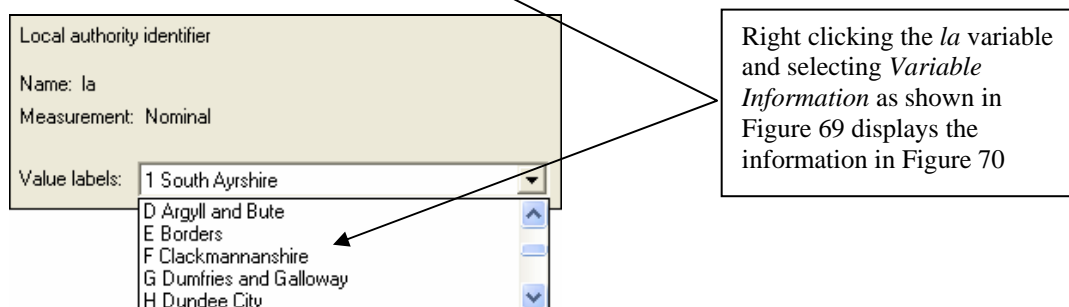 Local authority identifier
Name: la
Measurement: Nominal
Value labels: 1 South Ayrshire
D Argyll and Bute
E Borders
F Clackmannanshire
G Dumfries and Galloway
H Dundee City
Right clicking the la variable
and selecting Variable
Information as shown in
Figure 69 displays the
information in Figure 70